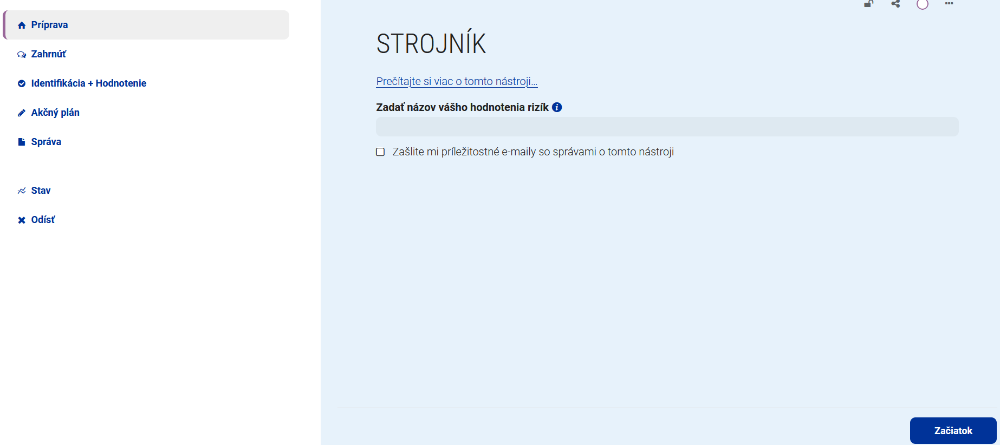 Príprava
Zahrnúť
Identifikácia + Hodnotenie
Akčný plán
Správa
Stav
Odísť
STROJNÍK
Prečítajte si viac o tomto nástroji...
Zadať názov vášho hodnotenia rizík
Zašlite mi príležitostné e-maily so správami o tomto nástroji
Začiatok